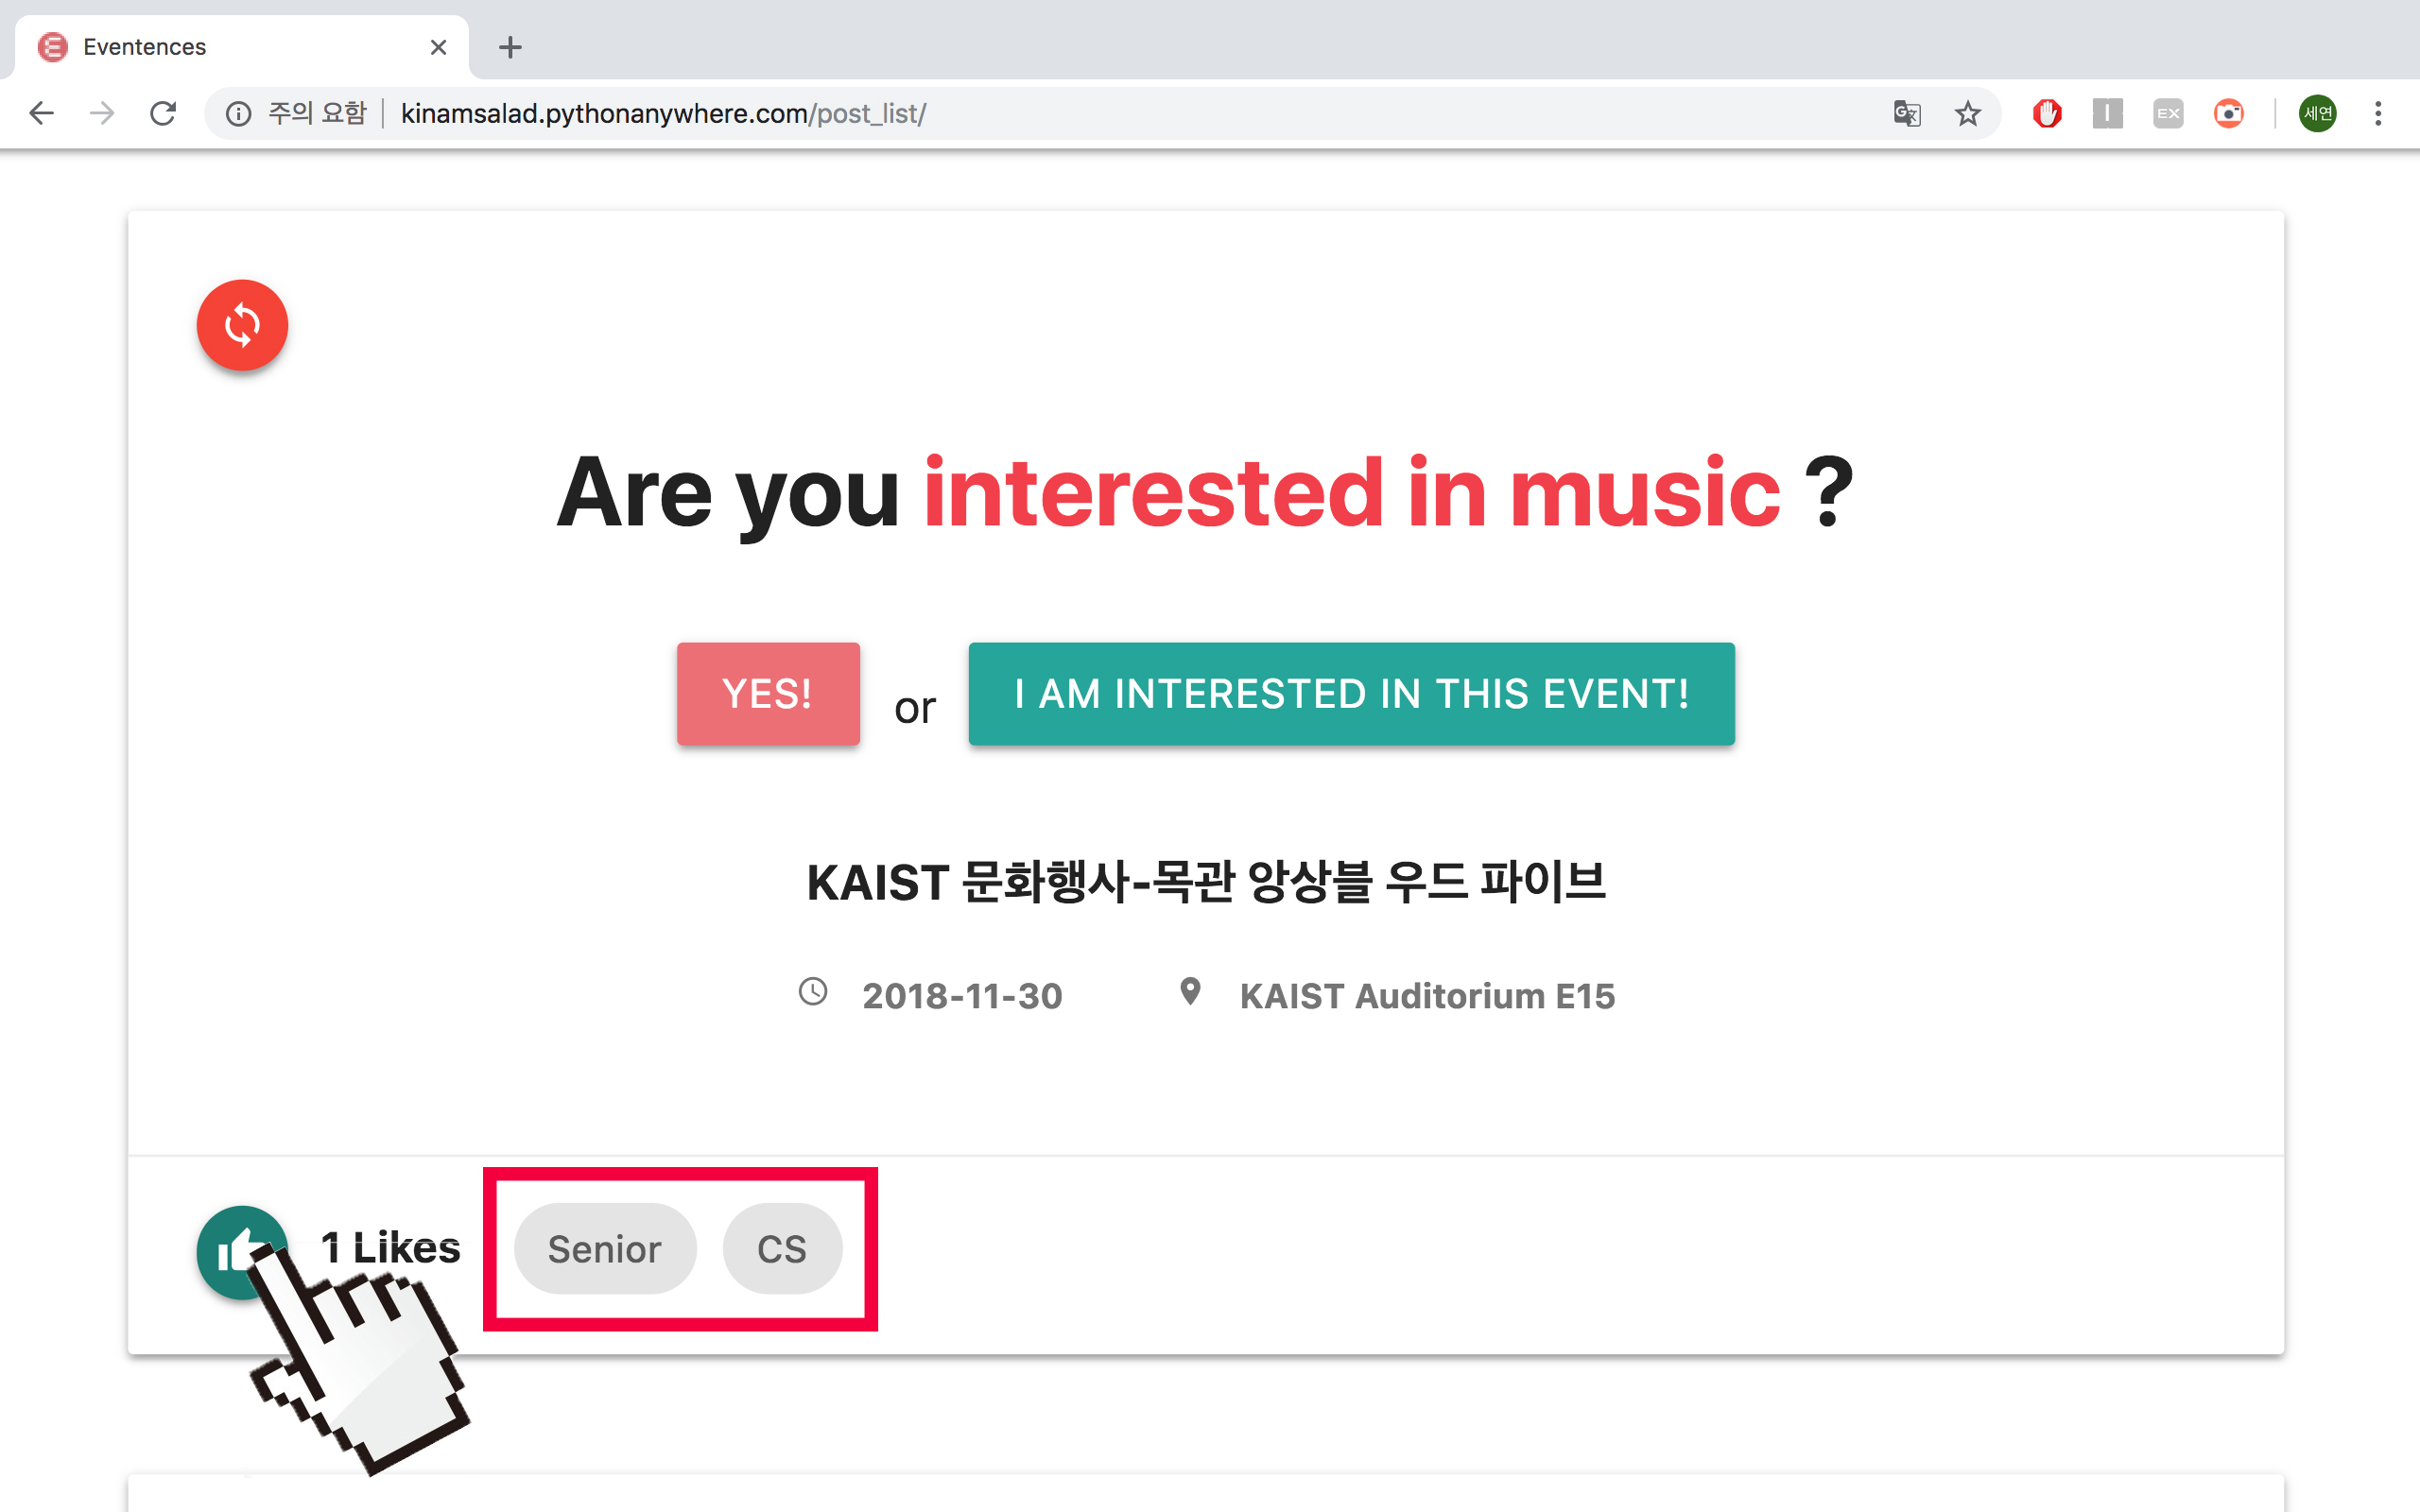 Eventences
주의 요함 kinamsalad.pythonanywhere.com/post_list/
EX
세연
Are you interested in music ?
YES! or I AM INTERESTED IN THIS EVENT!
KAIST 문화행사-목관 앙상블 우드 파이브
2018-11-30 KAIST Auditorium E15
1 Likes Senior CS